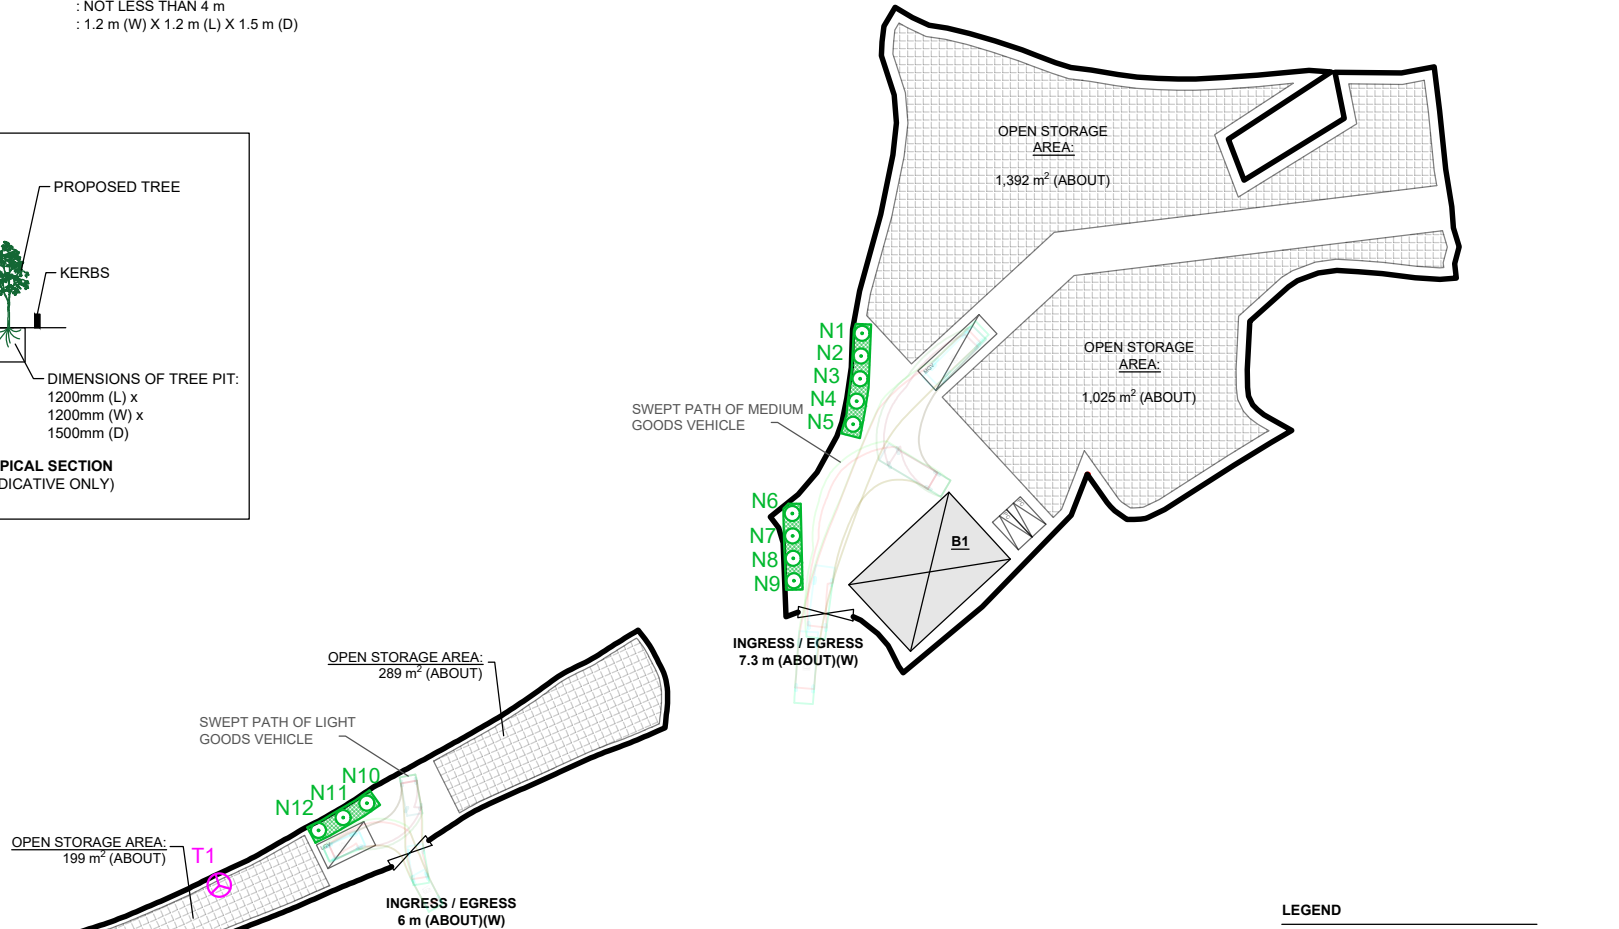 : NOT LESS THAN 4 m
: 1.2 m (W) X 1.2 m (L) X 1.5 m (D)
PROPOSED TREE
KERBS
DIMENSIONS OF TREE PIT:
1200mm (L) x
1200mm (W) x
1500mm (D)
PICAL SECTION
DICATIVE ONLY)
OPEN STORAGE
AREA:
1,392 m² (ABOUT)
OPEN STORAGE
AREA:
1,025 m² (ABOUT)
N1
N2
N3
N4
N5
SWEPT PATH OF MEDIUM
GOODS VEHICLE
N6
N7
N8
N9
B1
INGRESS / EGRESS
7.3 m (ABOUT)(W)
OPEN STORAGE AREA:
289 m² (ABOUT)
SWEPT PATH OF LIGHT
GOODS VEHICLE
N10
N11
N12
OPEN STORAGE AREA:
199 m² (ABOUT)
T1
INGRESS / EGRESS
6 m (ABOUT)(W)
LEGEND